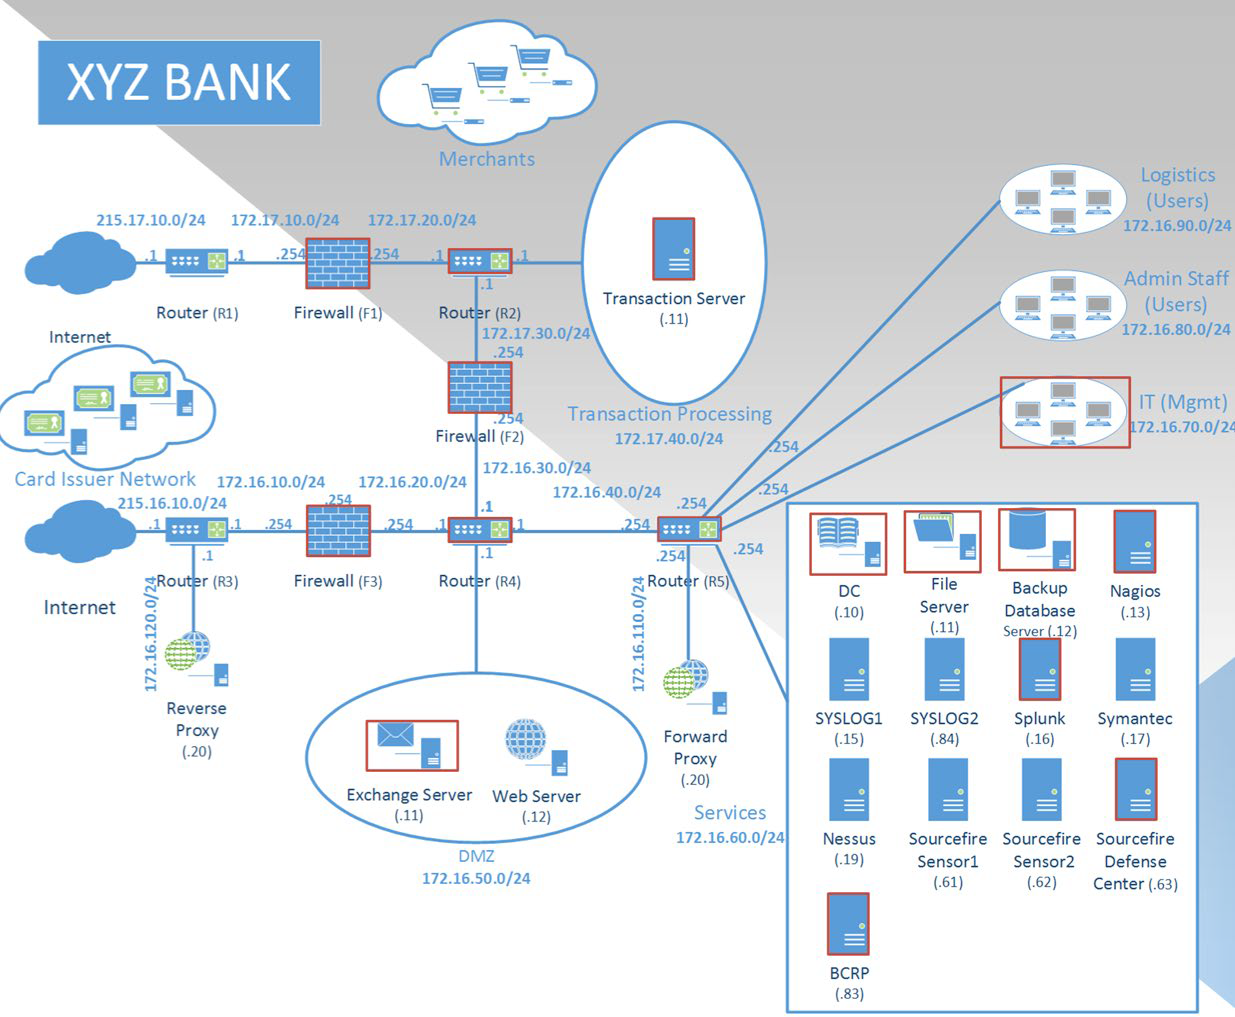 XYZ BANK
Merchants
Logistics
(Users)
172.16.90.0/24
215.17.10.0/24
172.17.10.0/24
172.17.20.0/24
.1
.1
.254
.254
.1
.1
.1
Router (R1)
Firewall (F1)
Router (R2)
Internet
Transaction Server
(.11)
Admin Staff
(Users)
172.16.80.0/24
172.17.30.0/24
.254
.254
Firewall (F2)
Transaction Processing
172.17.40.0/24
IT (Mgmt)
172.16.70.0/24
.254
.254
.254
.254
Card Issuer Network
215.16.10.0/24
172.16.10.0/24
172.16.20.0/24
172.16.30.0/24
172.16.40.0/24
.1
.1
.254
.254
.254
.1
.1
.1
.254
.1
.1
.254
Router (R3)
Firewall (F3)
Router (R4)
Router (R5)
Internet
172.16.120.0/24
172.16.110.0/24
Reverse
Proxy
(.20)
Exchange Server
(.11)
Web Server
(.12)
DMZ
172.16.50.0/24
Forward
Proxy
(.20)
Services
172.16.60.0/24
DC
(.10)
File
Server
(.11)
Backup
Database
Server (.12)
Nagios
(.13)
SYSLOG1
(.15)
SYSLOG2
(.84)
Splunk
(.16)
Symantec
(.17)
Nessus
(.19)
Sourcefire
Sensor1
(.61)
Sourcefire
Sensor2
(.62)
Sourcefire
Defense
Center (.63)
BCRP
(.83)